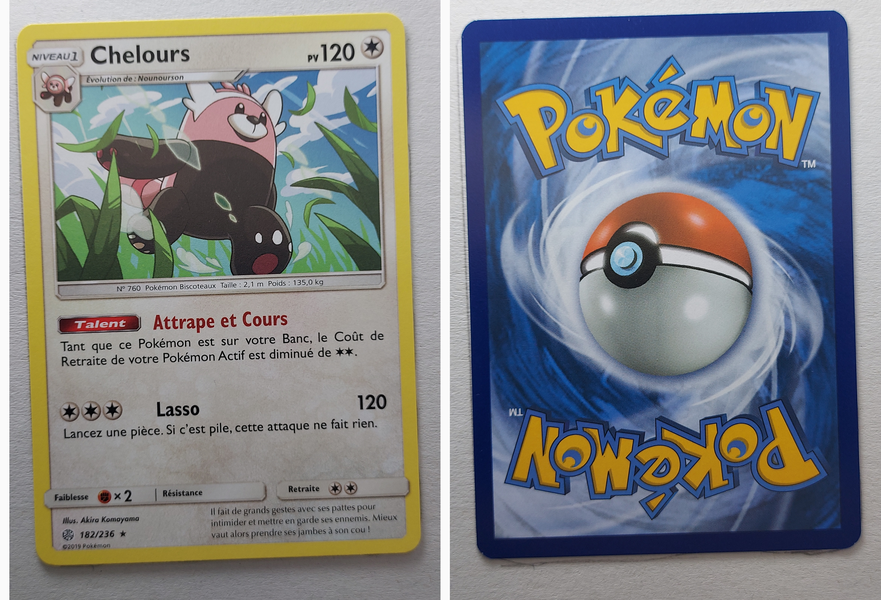 NIVEAU 1
Chelours
PV 120
Évolution de : Nounourson
N° 760 Pokémon Biscoteaux Taille : 2,1 m Poids : 135,0 kg
Talent Attrape et Cours
Tant que ce Pokémon est sur votre Banc, le Coût de
Retraite de votre Pokémon Actif est diminué de ✶✶.
Lasso 120
Lancez une pièce. Si c'est pile, cette attaque ne fait rien.
Faiblesse × 2 Résistance Retraite
Illus. Akira Komayama
182/236 ★
©2019 Pokémon
Il fait de grands gestes avec ses pattes pour
intimider et mettre en garde ses ennemis. Mieux
vaut alors prendre ses jambes à son cou !
POKéMON
TM
TM
POKéMON